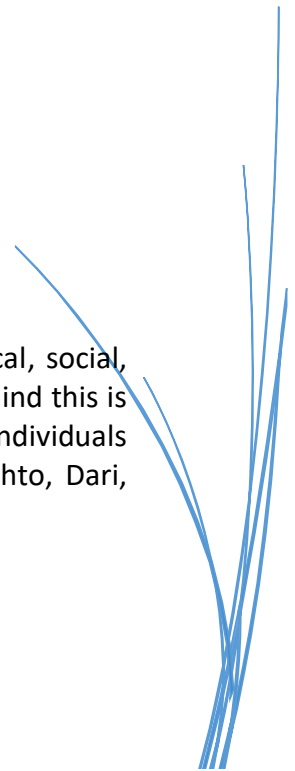 cal, social,
ind this is
ndividuals
hto, Dari,